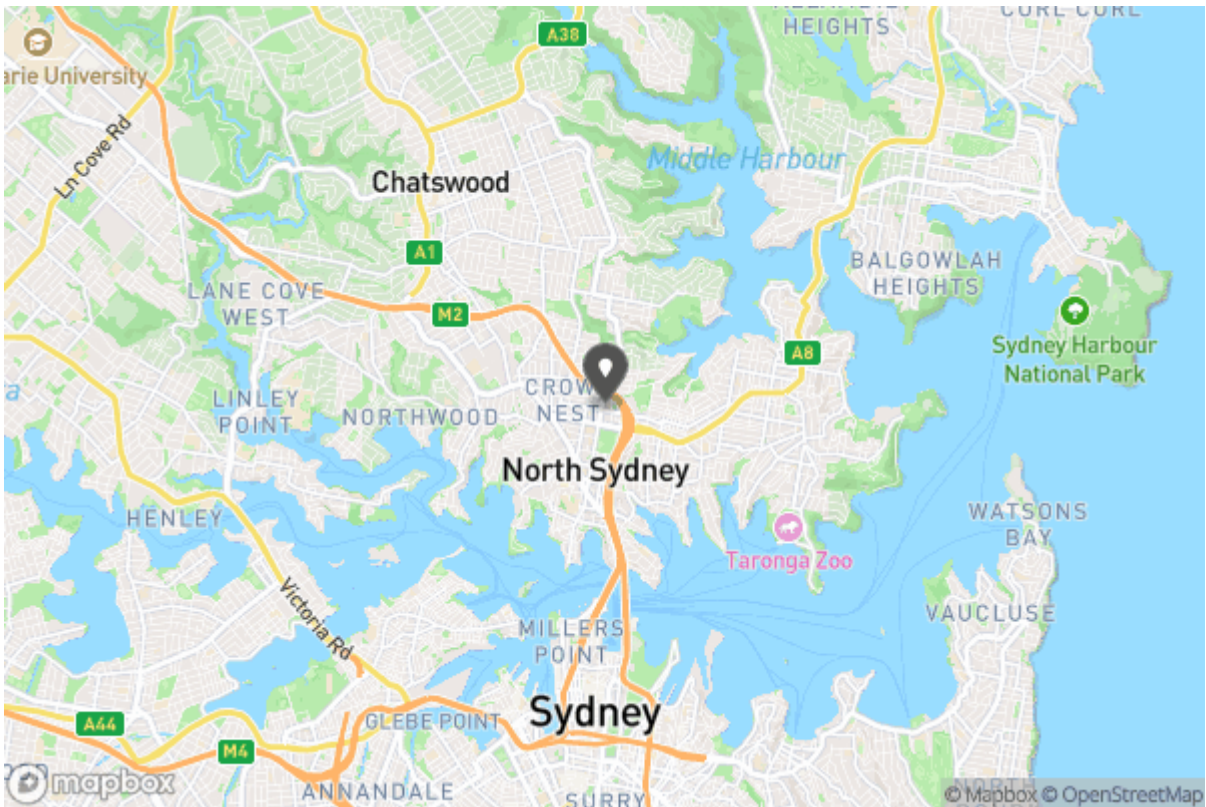 HEIGHTS
CURL CURL
A38
arie University
Ln Cove Rd
Middle Harbour
Chatswood
A1
BALGOWLAH
HEIGHTS
LANE COVE
WEST
M2
Sydney Harbour
National Park
A8
CROW
NEST
LINLEY
POINT
NORTHWOOD
North Sydney
HENLEY
WATSONS
BAY
Taronga Zoo
Victoria Rd
VAUCLUSE
MILLERS
POINT
Sydney
GLEBE POINT
A44
M4
mapbox
ANNANDALE
SURRY
NORTH
© Mapbox © OpenStreetMap